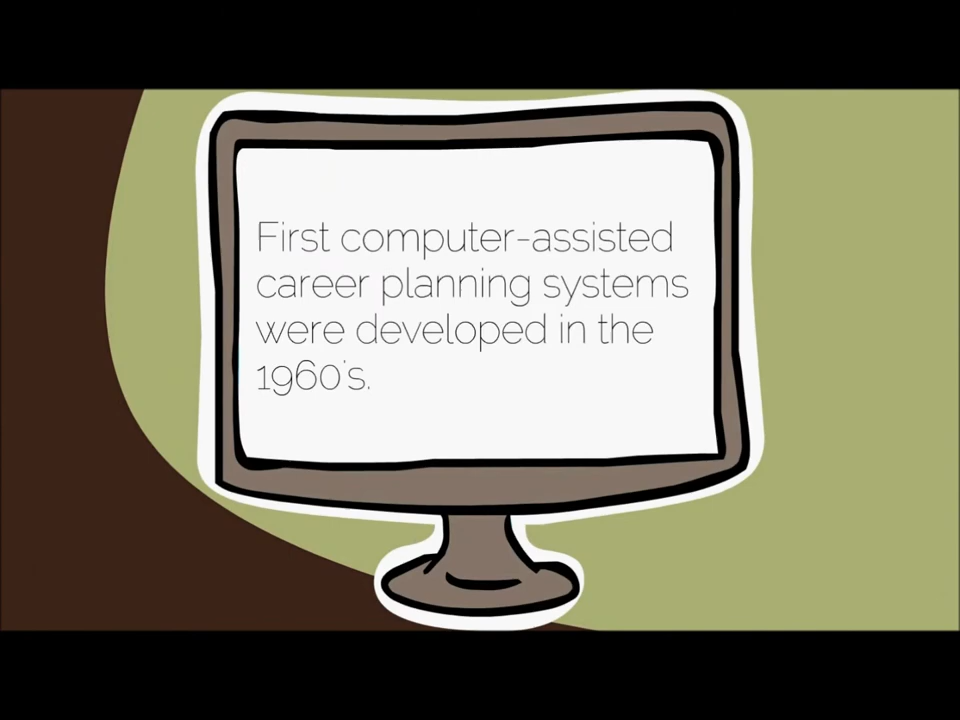 First computer-assisted
career planning systems
were developed in the
1960's.